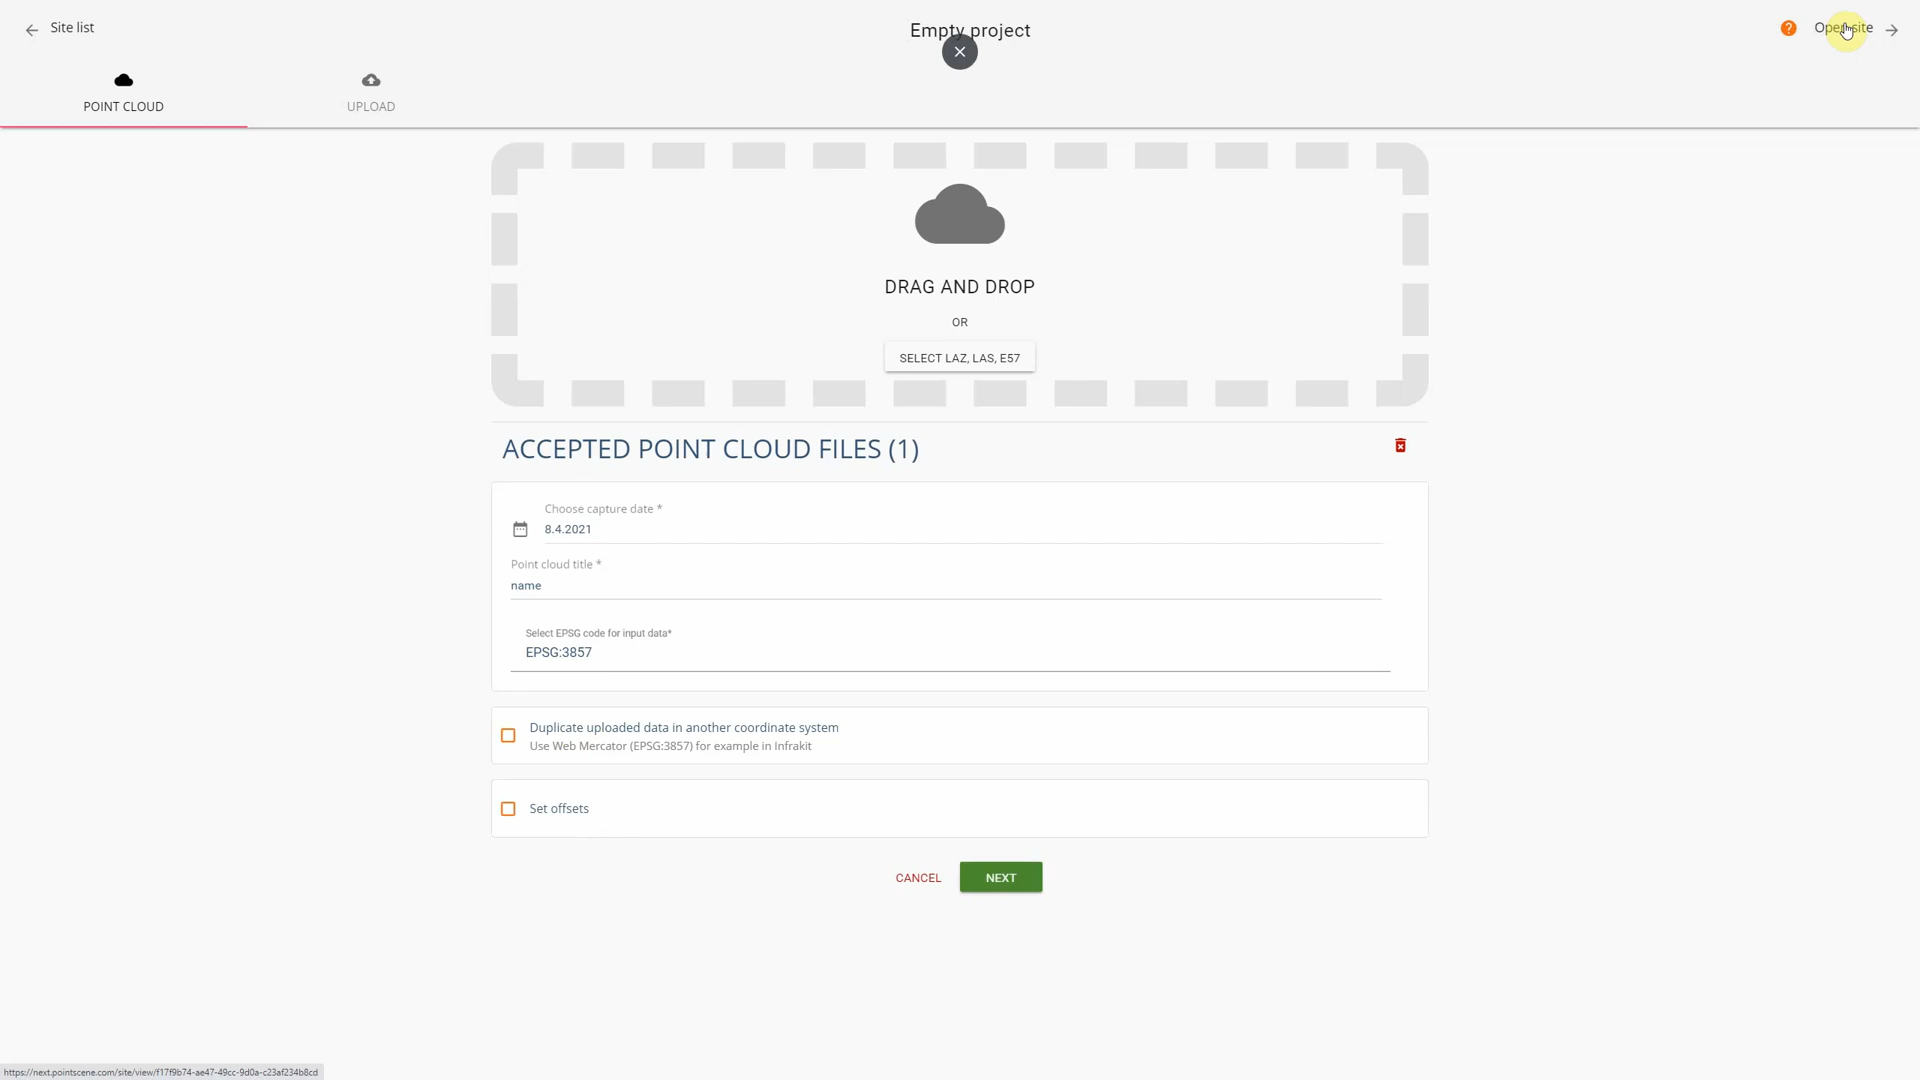 Site list
Empty project
?
Open site
POINT CLOUD
UPLOAD
DRAG AND DROP
OR
SELECT LAZ, LAS, E57
ACCEPTED POINT CLOUD FILES (1)
Choose capture date *
8.4.2021
Point cloud title *
name
Select EPSG code for input data*
EPSG:3857
Duplicate uploaded data in another coordinate system
Use Web Mercator (EPSG:3857) for example in Infrakit
Set offsets
CANCEL
NEXT
https://next.pointscene.com/site/view/f17f9b74-ae47-49cc-9d0a-c23af234b8cd